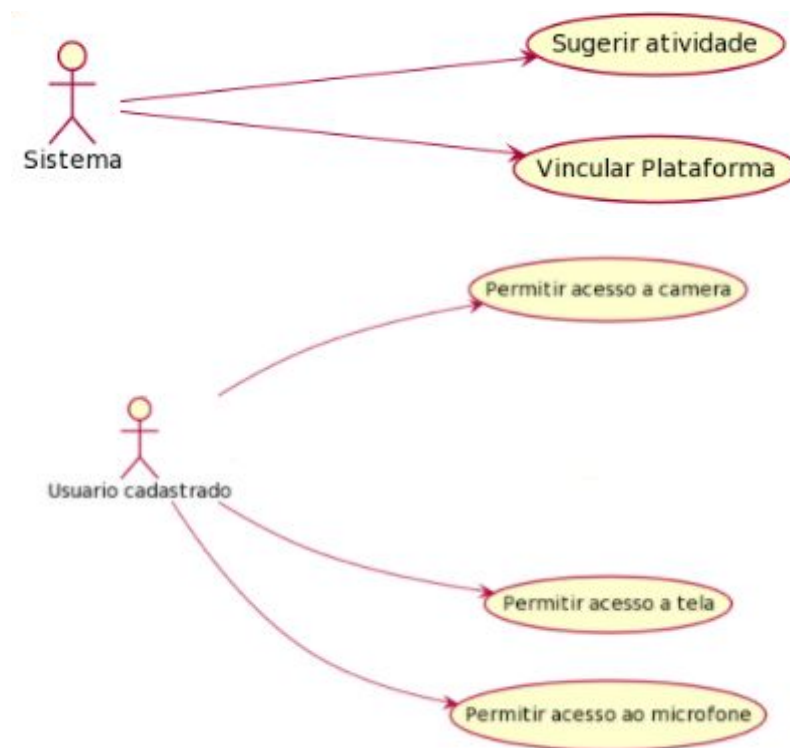 Sugerir atividade
Sistema
Vincular Plataforma
Permitir acesso a camera
Usuario cadastrado
Permitir acesso a tela
Permitir acesso ao microfone